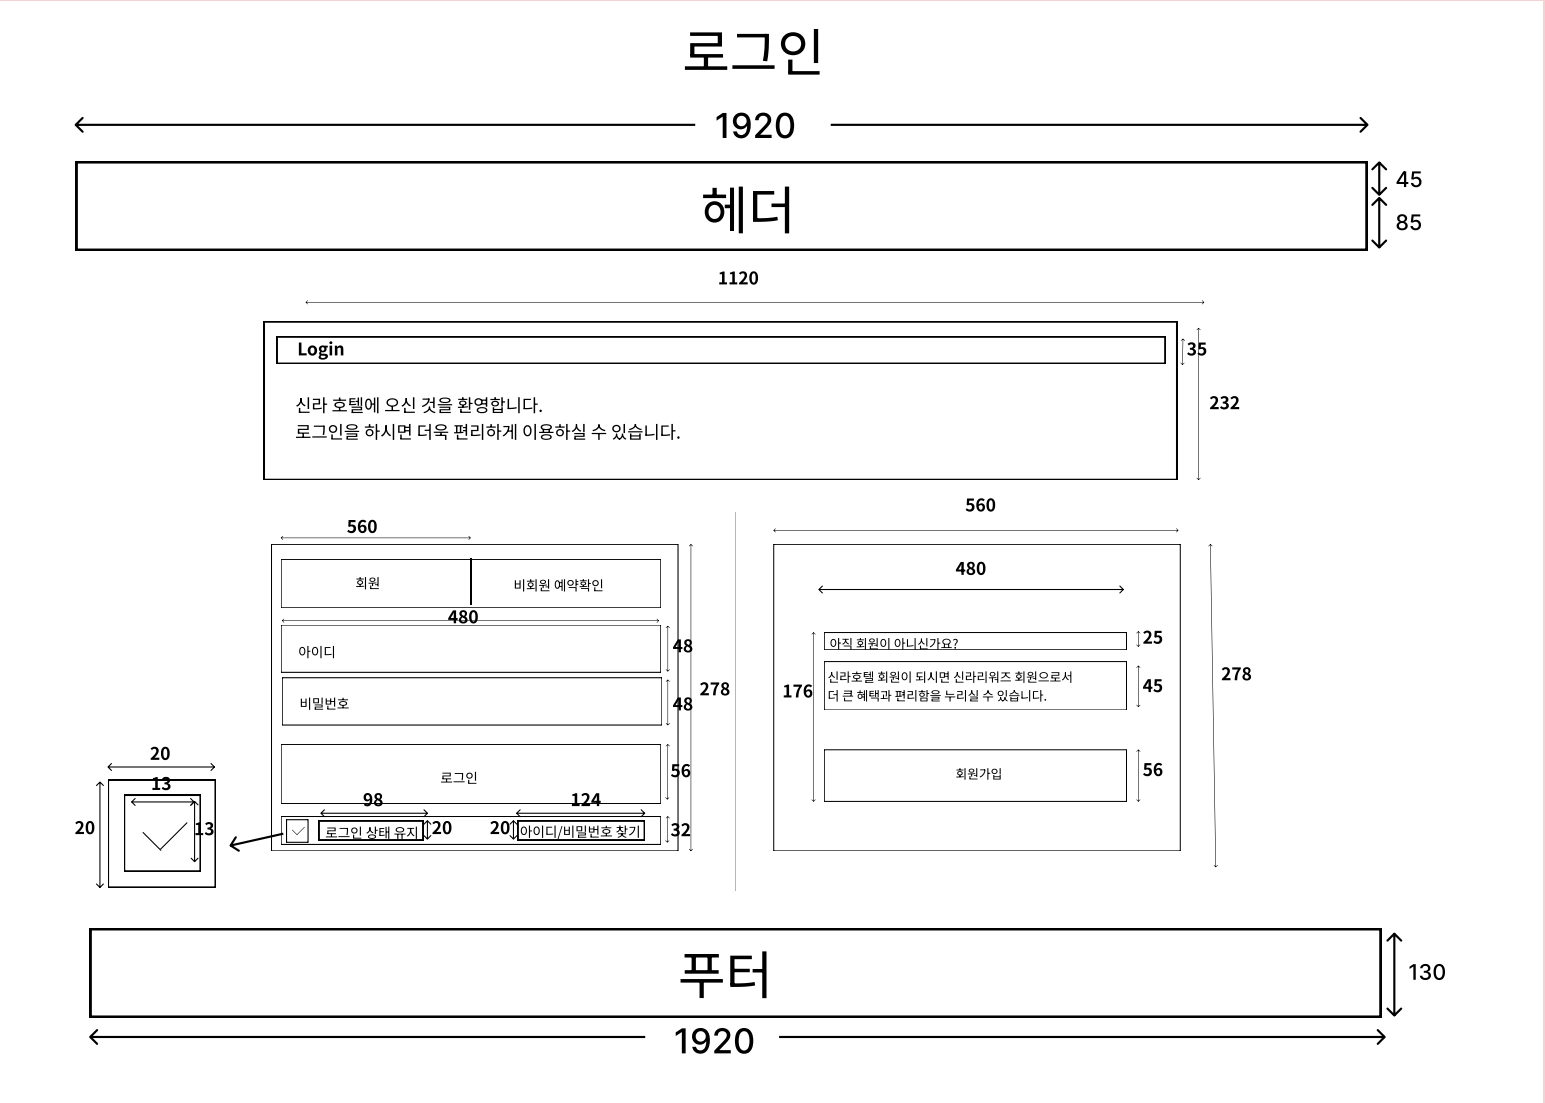 로그인
1920
헤더
45
85
1120
Login
35
신라 호텔에 오신 것을 환영합니다.
로그인을 하시면 더욱 편리하게 이용하실 수 있습니다.
232
560
회원
비회원 예약확인
480
아이디
48
비밀번호
48
278
로그인
56
98
124
로그인 상태 유지
20
20
아이디/비밀번호 찾기
32
20
13
20
13
560
480
아직 회원이 아니신가요?
25
신라호텔 회원이 되시면 신라리워즈 회원으로서
더 큰 혜택과 편리함을 누리실 수 있습니다.
45
176
278
회원가입
56
푸터
130
1920